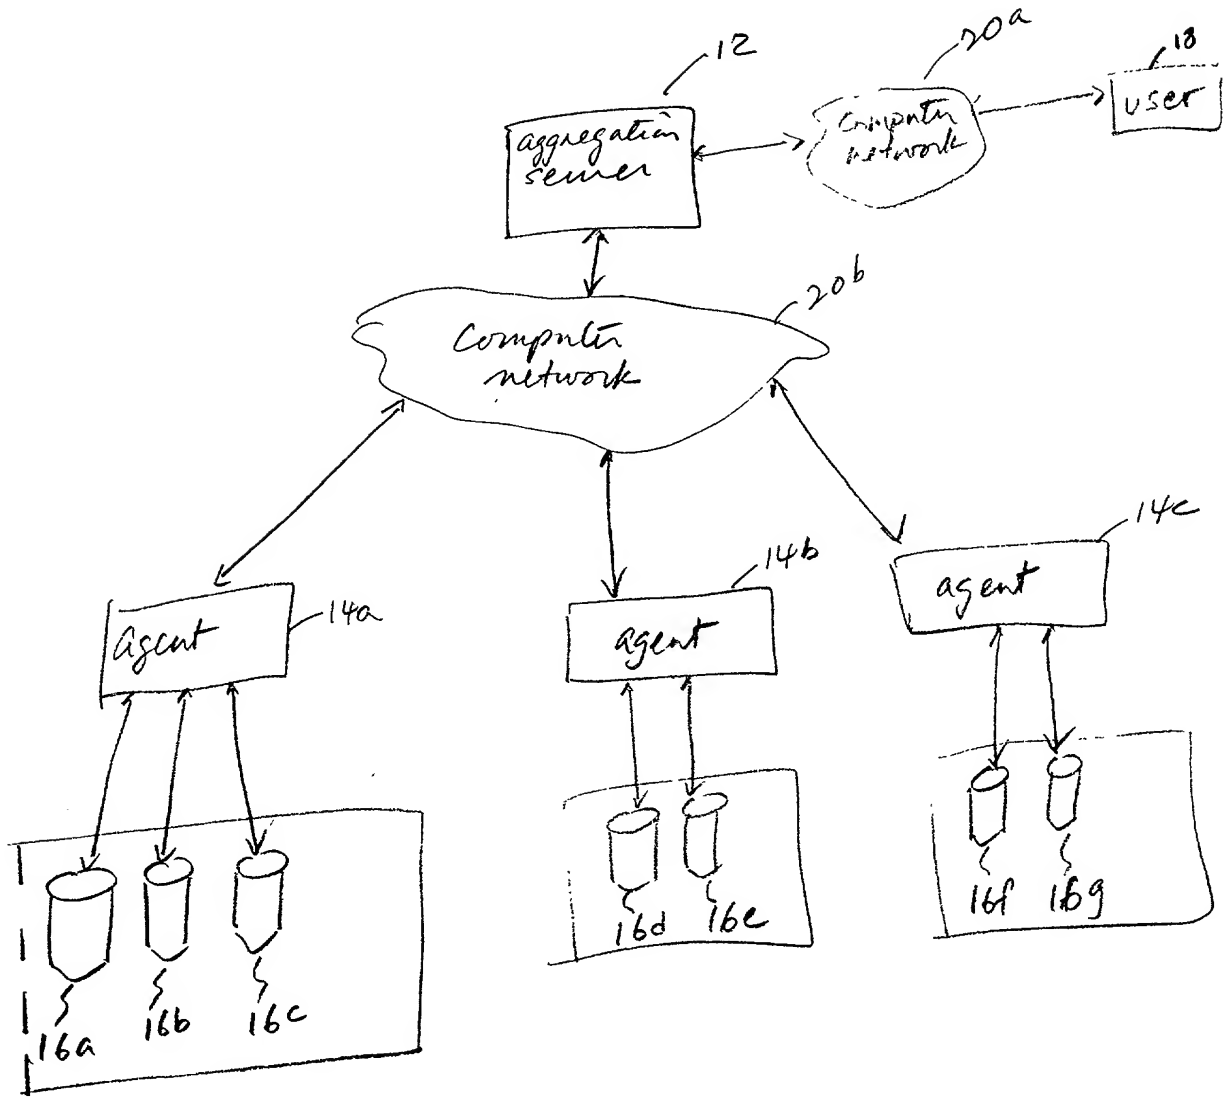 12
20a
18
aggregation
server
computer
network
user
20b
Computer
network
14c
14b
agent
14a
Agent
agent
16f
16g
16d
16e
16a
16b
16c